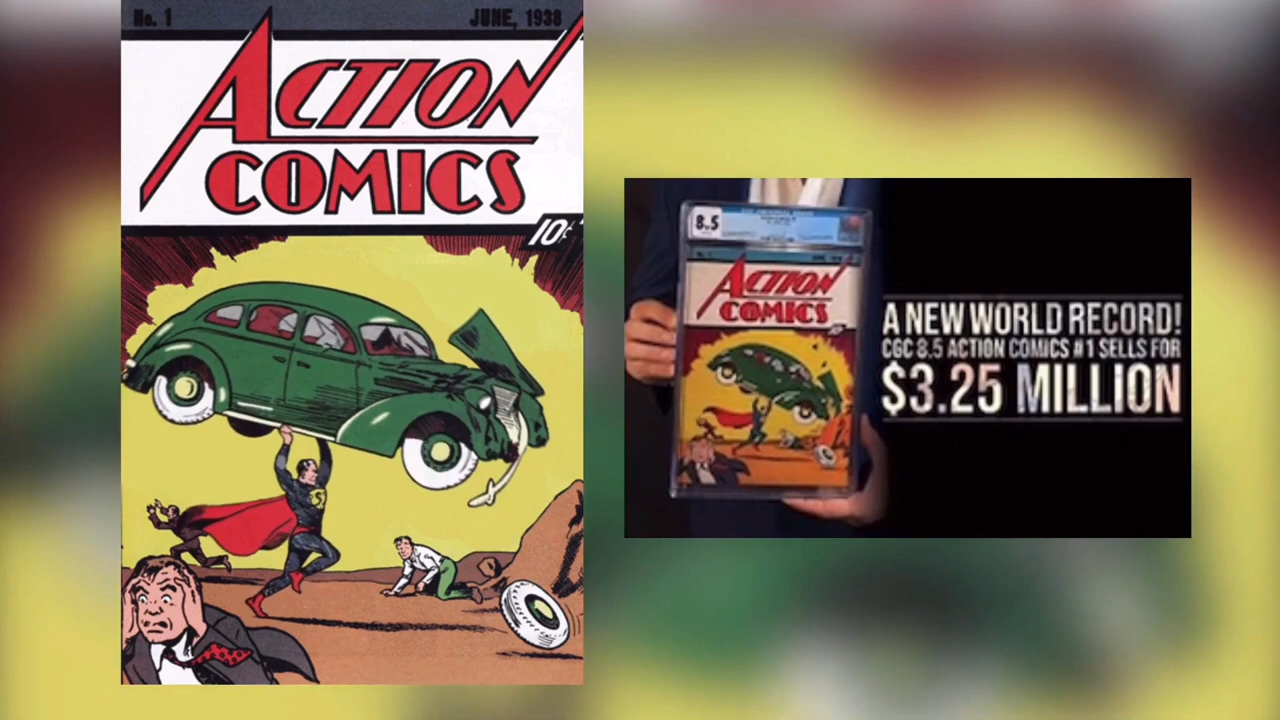 No. 1 JUNE, 1938
ACTION
COMICS
10¢
8.5
ACTION
COMICS
A NEW WORLD RECORD!
CGC 8.5 ACTION COMICS #1 SELLS FOR
$3.25 MILLION